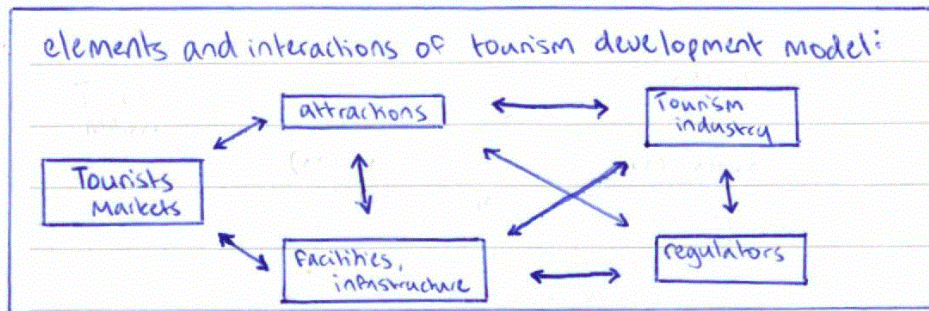 elements and interactions of tourism development model:
attractions
Tourism
industry
Tourists
Markets
facilities,
infrastructure
regulators